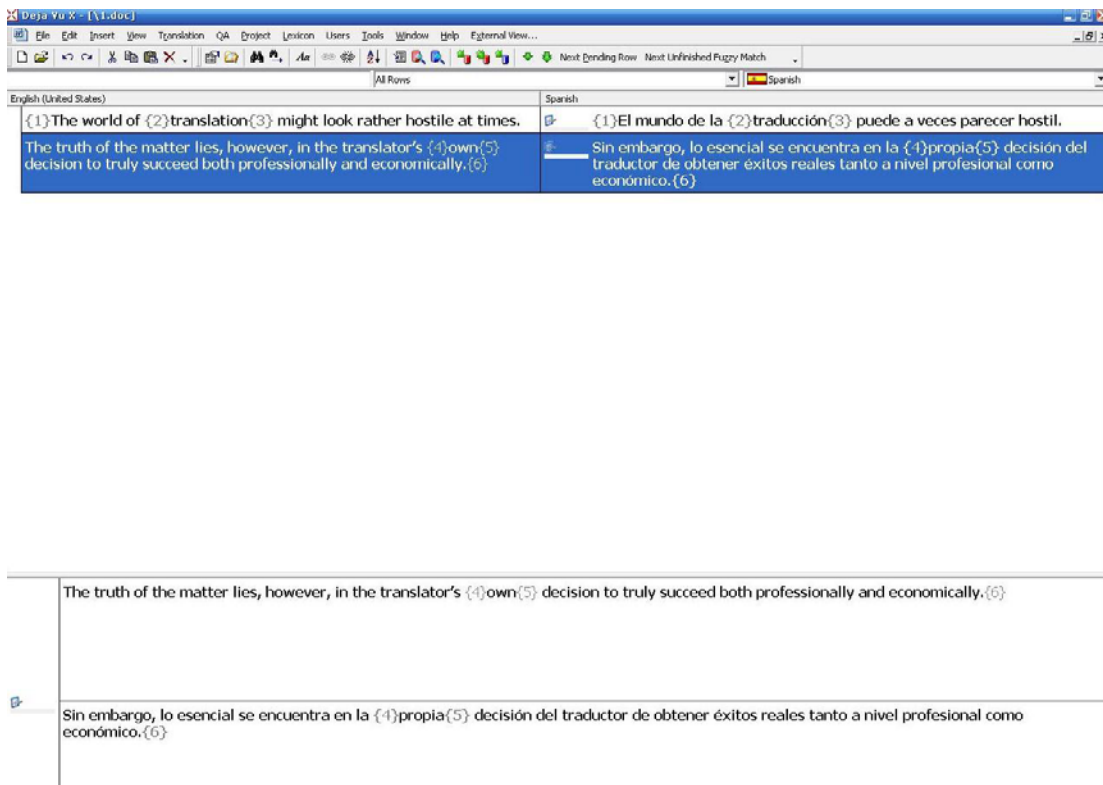 Deja Vu X - [\1.doc]
File Edit Insert View Translation QA Project Lexicon Users Tools Window Help External View...
Next Pending Row Next Unfinished Fuzzy Match
All Rows Spanish
English (United States) Spanish
{1}The world of {2}translation{3} might look rather hostile at times.
{1}El mundo de la {2}traducción{3} puede a veces parecer hostil.
The truth of the matter lies, however, in the translator's {4}own{5}
decision to truly succeed both professionally and economically.{6}
Sin embargo, lo esencial se encuentra en la {4}propia{5} decisión del
traductor de obtener éxitos reales tanto a nivel profesional como
económico.{6}
The truth of the matter lies, however, in the translator's {4}own{5} decision to truly succeed both professionally and economically.{6}
Sin embargo, lo esencial se encuentra en la {4}propia{5} decisión del traductor de obtener éxitos reales tanto a nivel profesional como
económico.{6}